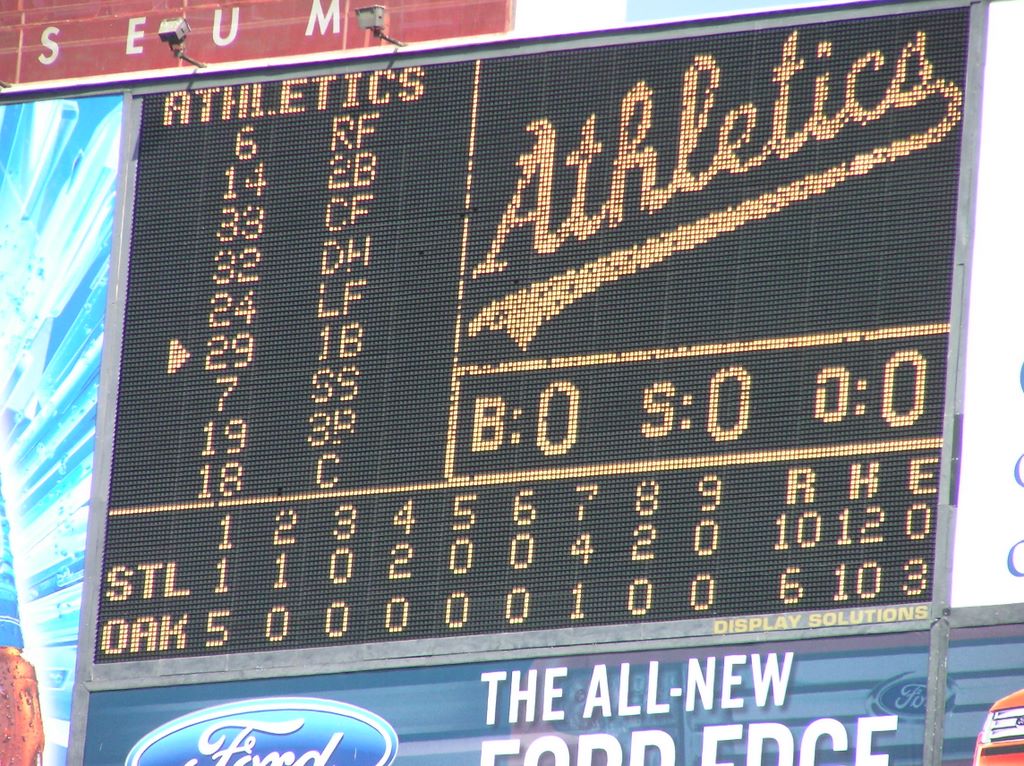 SEUM
ATHLETICS
Athletics
6 RF
14 2B
33 CF
32 DH
24 LF
29 1B
7 SS
19 3B
18 C
B:0 S:0 O:0
1 2 3 4 5 6 7 8 9 R H E
STL 1 1 0 2 0 0 4 2 0 10 12 0
OAK 5 0 0 0 0 0 1 0 0 6 10 3
DISPLAY SOLUTIONS
THE ALL-NEW
Ford
FORD EDGE
Ford